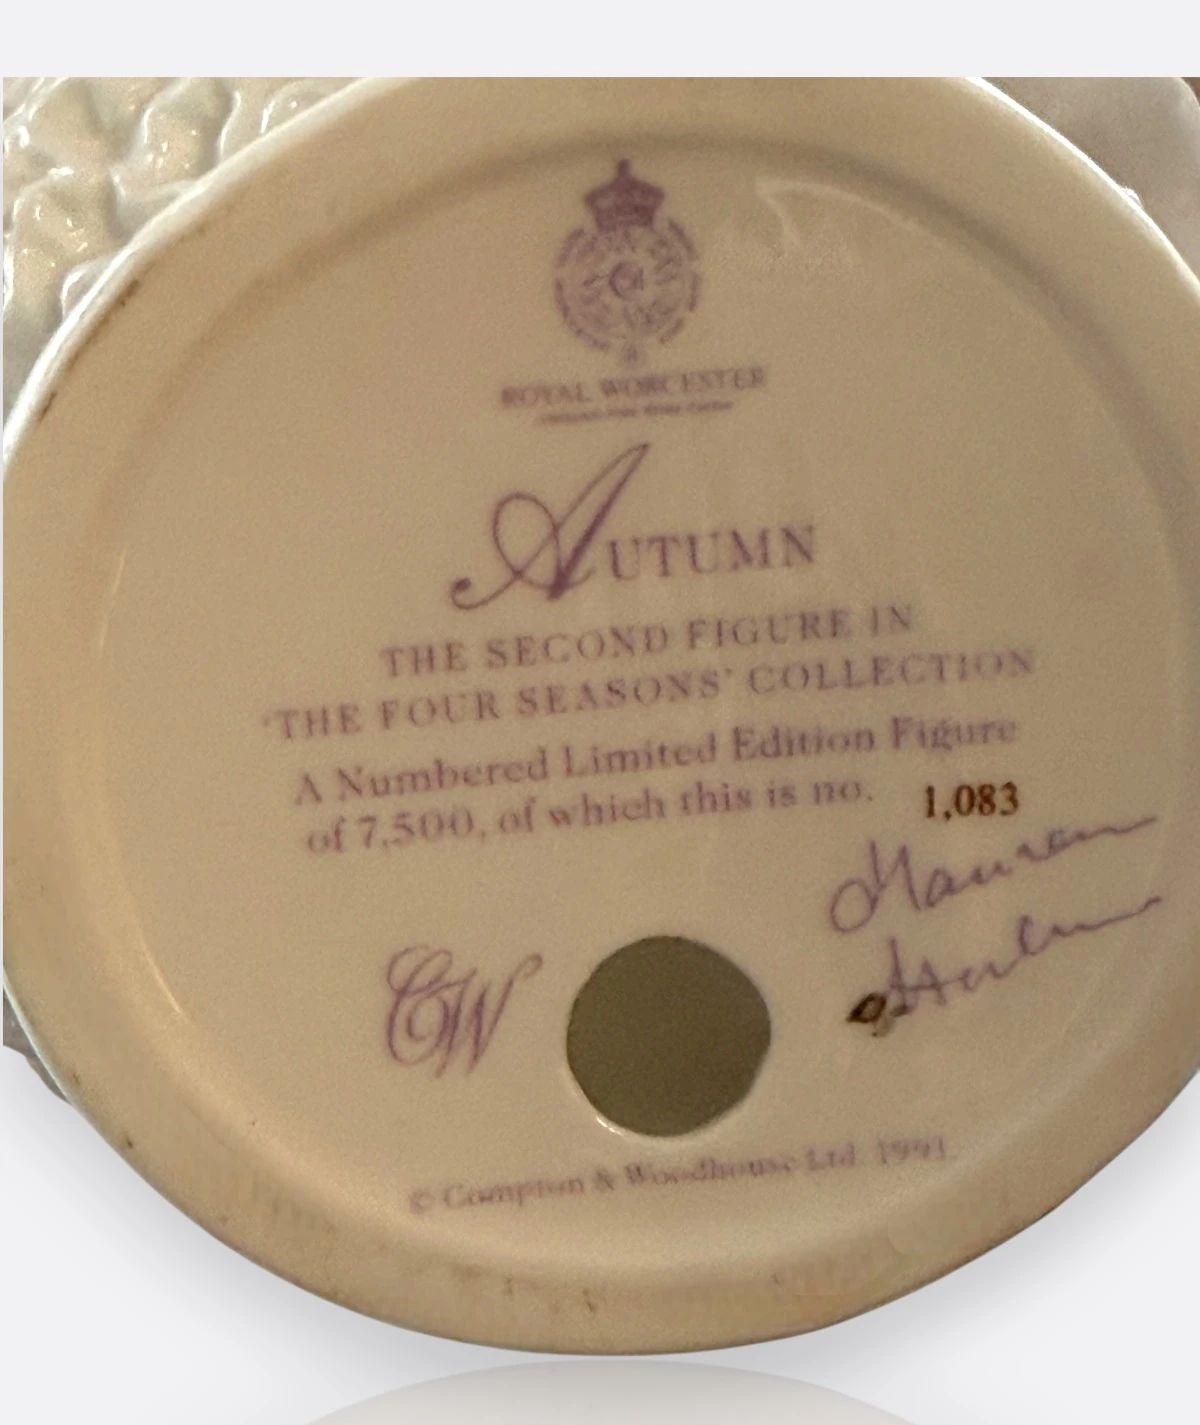 ROYAL WORCESTER
AUTUMN
THE SECOND FIGURE IN
'THE FOUR SEASONS' COLLECTION
A Numbered Limited Edition Figure
of 7,500, of which this is no. 1,083
Maureen
CW
© Compton & Woodhouse Ltd. 1991.